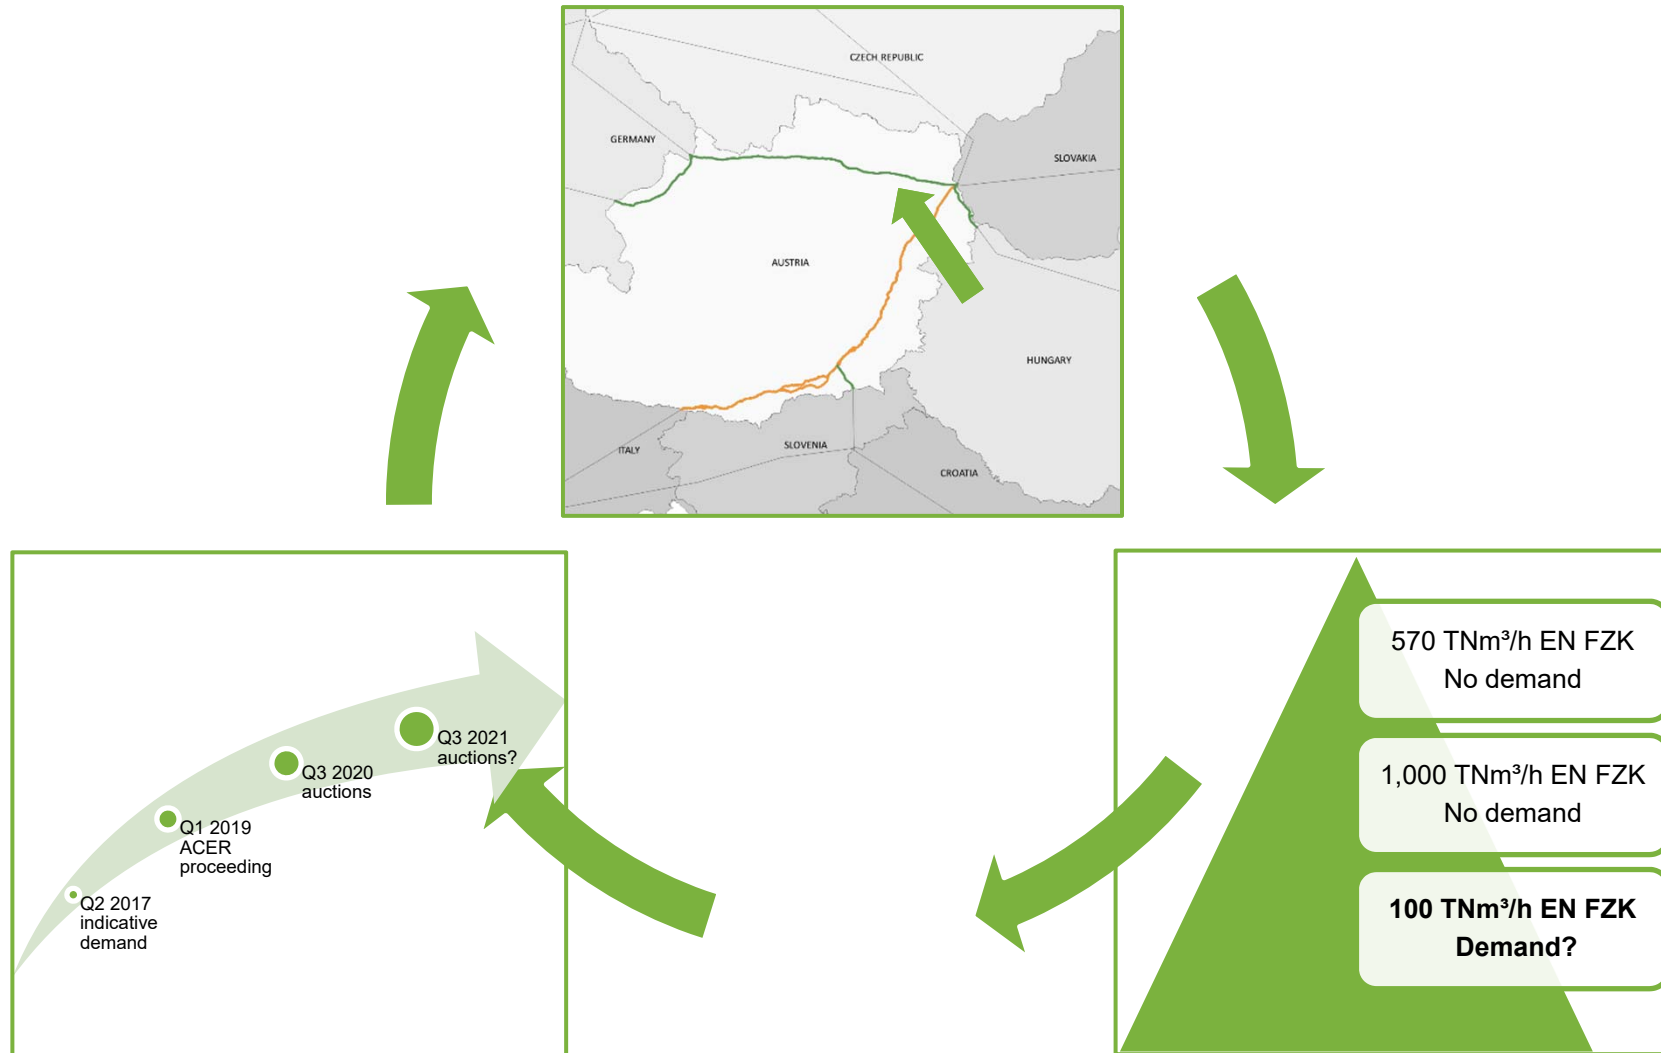 CZECH REPUBLIC
GERMANY
SLOVAKIA
AUSTRIA
HUNGARY
ITALY
SLOVENIA
CROATIA
Q3 2021
auctions?
Q3 2020
auctions
Q1 2019
ACER
proceeding
Q2 2017
indicative
demand
570 TNm³/h EN FZK
No demand
1,000 TNm³/h EN FZK
No demand
100 TNm³/h EN FZK
Demand?